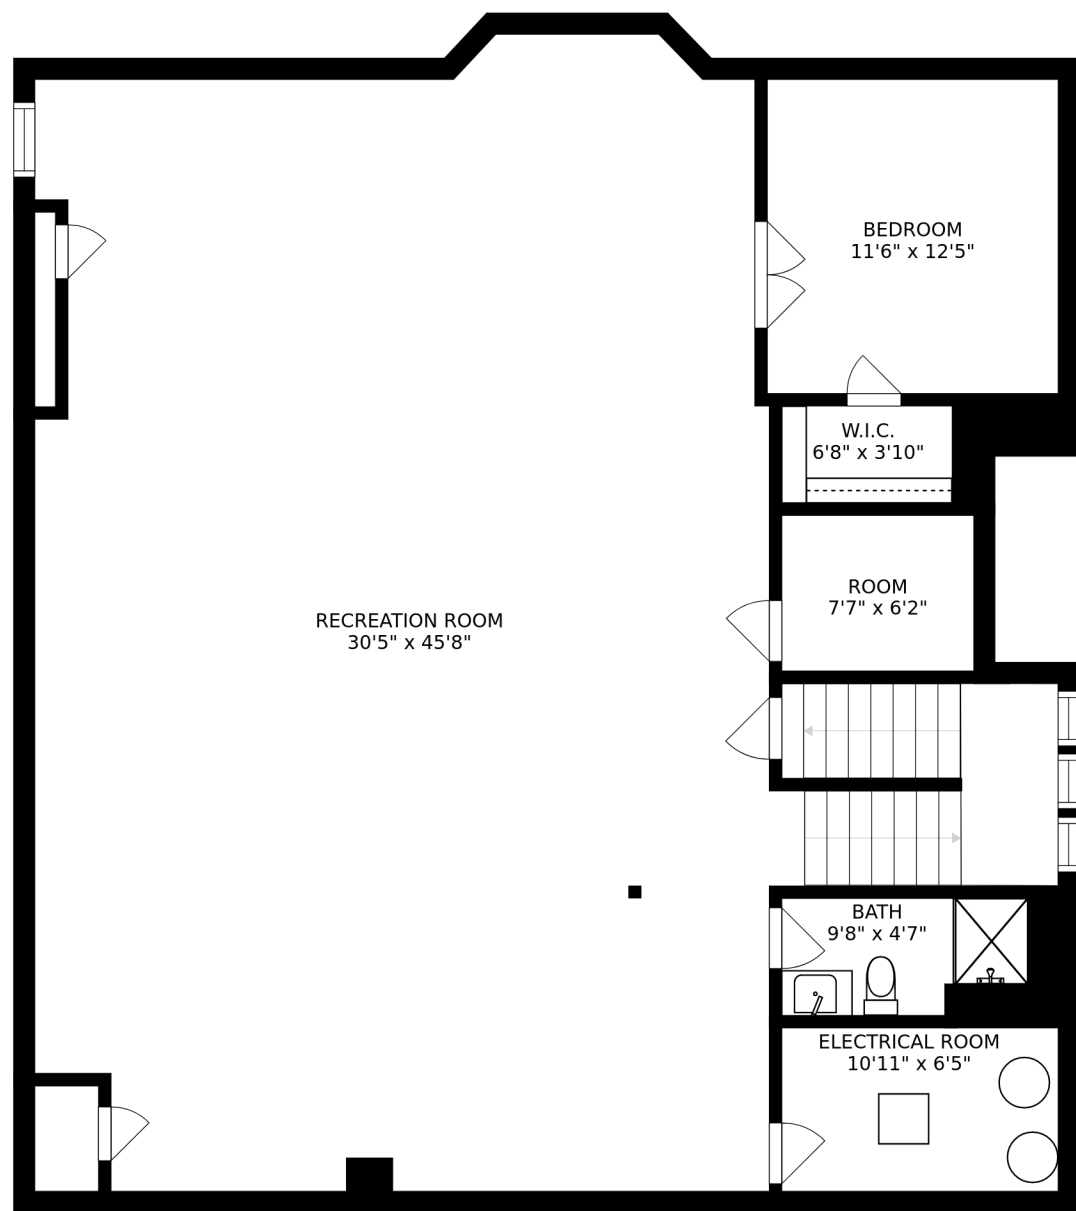 BEDROOM
11'6" x 12'5"
W.I.C.
6'8" x 3'10"
ROOM
7'7" x 6'2"
RECREATION ROOM
30'5" x 45'8"
BATH
9'8" x 4'7"
ELECTRICAL ROOM
10'11" x 6'5"